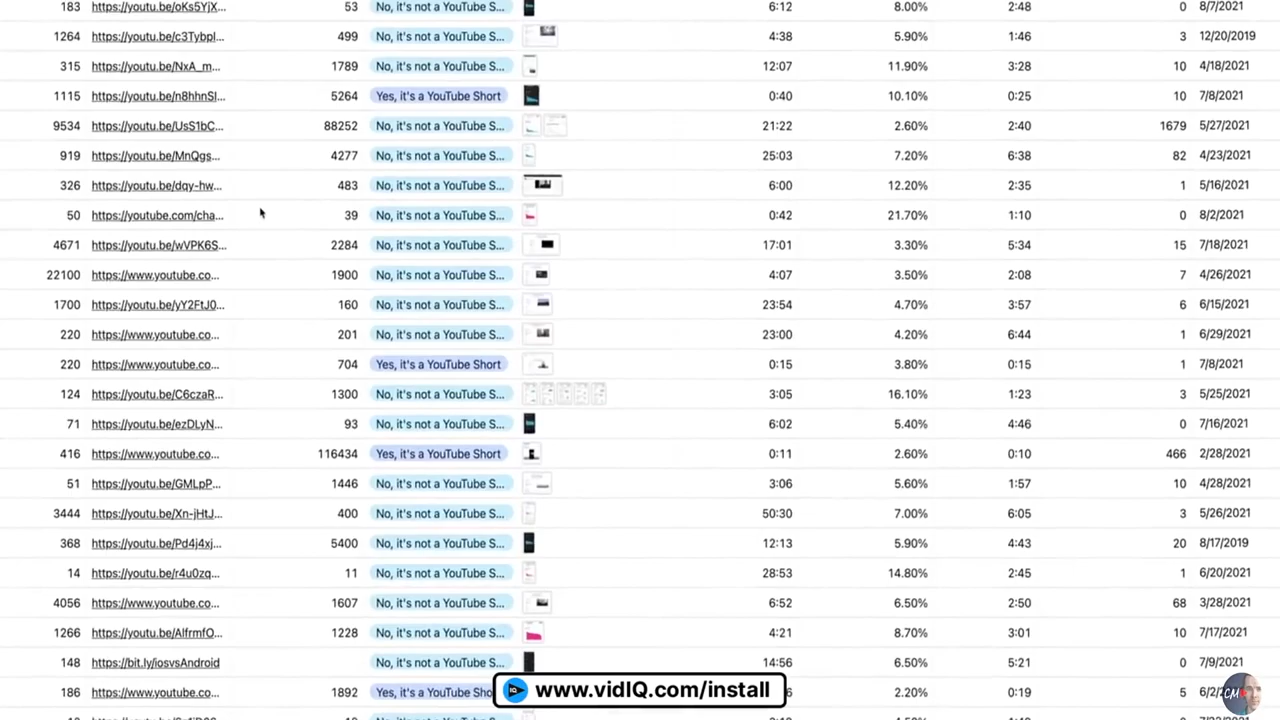 183 https://youtu.be/oKs5YjX... 53 No, it's not a YouTube S... 6:12 8.00% 2:48 0 8/7/2021
1264 https://youtu.be/c3Tybpl... 499 No, it's not a YouTube S... 4:38 5.90% 1:46 3 12/20/2019
315 https://youtu.be/NxA_m... 1789 No, it's not a YouTube S... 12:07 11.90% 3:28 10 4/18/2021
1115 https://youtu.be/n8hhnSl... 5264 Yes, it's a YouTube Short 0:40 10.10% 0:25 10 7/8/2021
9534 https://youtu.be/UsS1bC... 88252 No, it's not a YouTube S... 21:22 2.60% 2:40 1679 5/27/2021
919 https://youtu.be/MnQgs... 4277 No, it's not a YouTube S... 25:03 7.20% 6:38 82 4/23/2021
326 https://youtu.be/dqy-hw... 483 No, it's not a YouTube S... 6:00 12.20% 2:35 1 5/16/2021
50 https://youtube.com/cha... 39 No, it's not a YouTube S... 0:42 21.70% 1:10 0 8/2/2021
4671 https://youtu.be/wVPK6S... 2284 No, it's not a YouTube S... 17:01 3.30% 5:34 15 7/18/2021
22100 https://www.youtube.co... 1900 No, it's not a YouTube S... 4:07 3.50% 2:08 7 4/26/2021
1700 https://youtu.be/yY2FtJ0... 160 No, it's not a YouTube S... 23:54 4.70% 3:57 6 6/15/2021
220 https://www.youtube.co... 201 No, it's not a YouTube S... 23:00 4.20% 6:44 1 6/29/2021
220 https://www.youtube.co... 704 Yes, it's a YouTube Short 0:15 3.80% 0:15 1 7/8/2021
124 https://youtu.be/C6czaR... 1300 No, it's not a YouTube S... 3:05 16.10% 1:23 3 5/25/2021
71 https://youtu.be/ezDLyN... 93 No, it's not a YouTube S... 6:02 5.40% 4:46 0 7/16/2021
416 https://www.youtube.co... 116434 Yes, it's a YouTube Short 0:11 2.60% 0:10 466 2/28/2021
51 https://youtu.be/GMLpP... 1446 No, it's not a YouTube S... 3:06 5.60% 1:57 10 4/28/2021
3444 https://youtu.be/Xn-jHtJ... 400 No, it's not a YouTube S... 50:30 7.00% 6:05 3 5/26/2021
368 https://youtu.be/Pd4j4xj... 5400 No, it's not a YouTube S... 12:13 5.90% 4:43 20 8/17/2019
14 https://youtu.be/r4u0zq... 11 No, it's not a YouTube S... 28:52 14.80% 2:45 1 6/20/2021
4056 https://www.youtube.co... 1607 No, it's not a YouTube S... 6:52 6.50% 2:50 68 3/28/2021
1266 https://youtu.be/AlrrmfO... 1228 No, it's not a YouTube S... 4:21 8.70% 3:01 10 7/17/2021
148 https://bit.ly/iosvsAndroid No, it's not a YouTube S... 14:56 6.50% 5:21 0 7/9/2021
186 https://www.youtube.co... 1892 Yes, it's a YouTube 2.20% 0:19 5
www.vidIQ.com/install